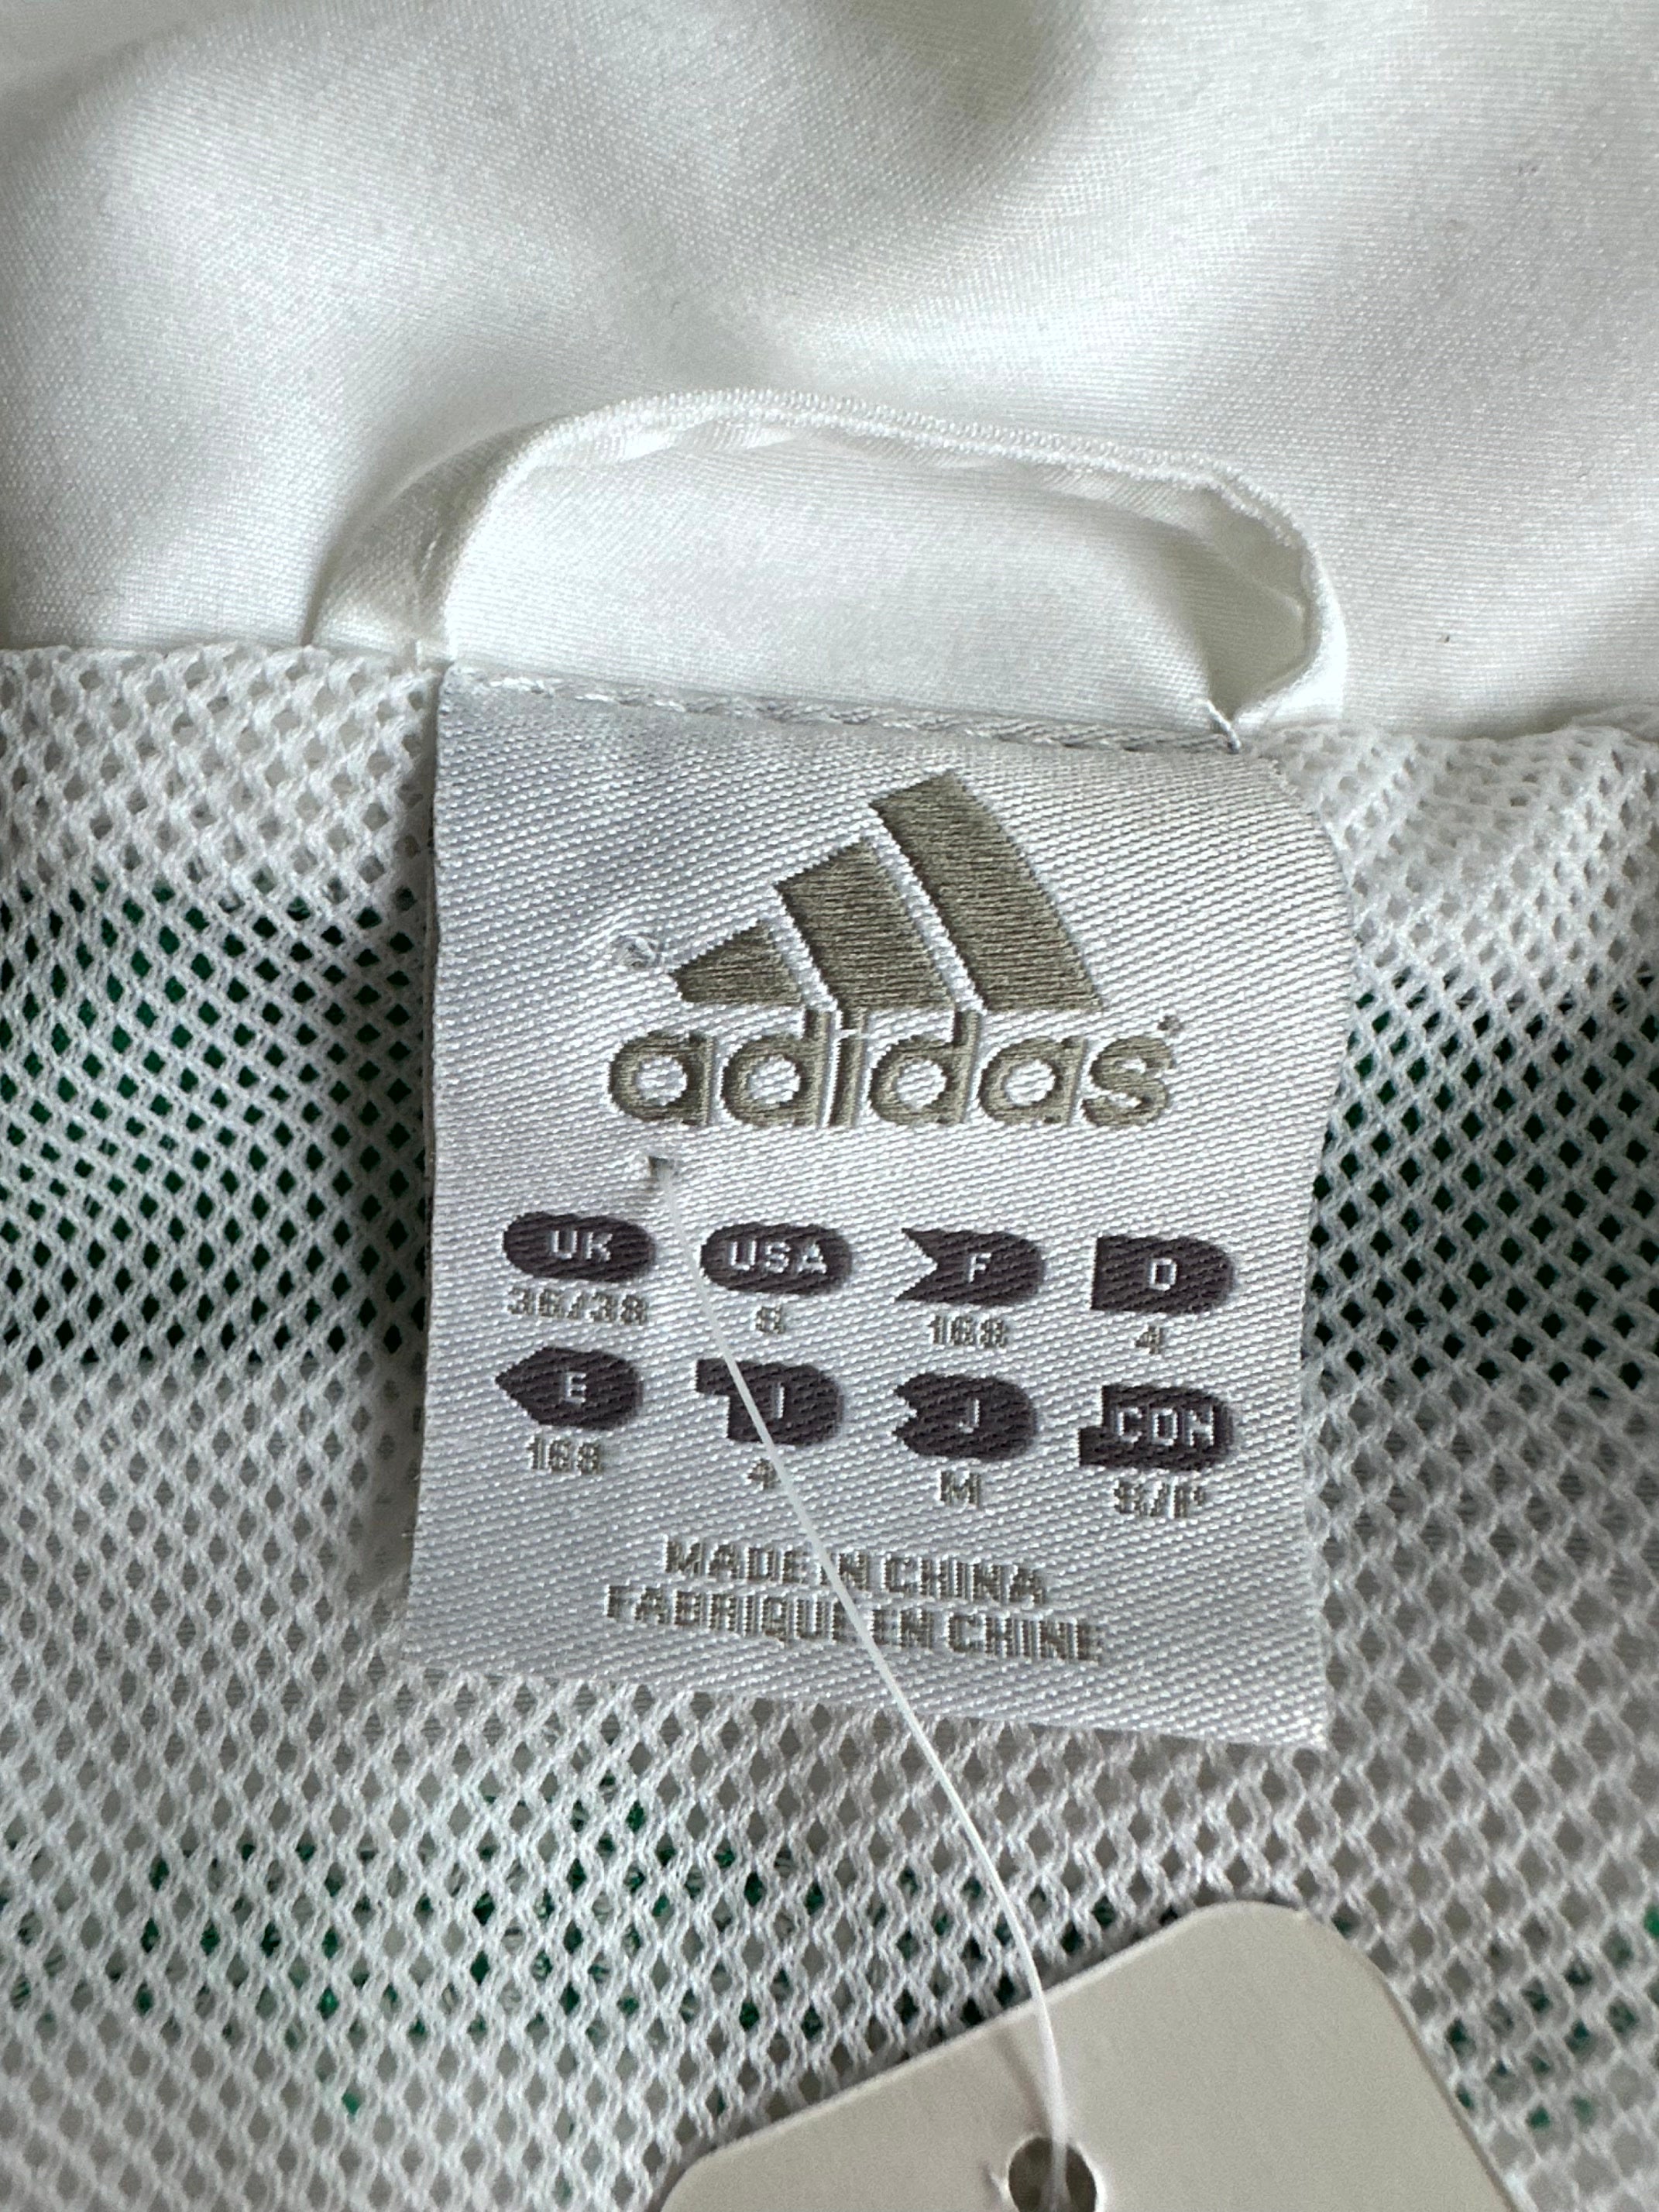 adidas
UK USA F D
36/38 S 168 4
E I J CDN
168 4 M S/P
MADE IN CHINA
FABRIQUE EN CHINE